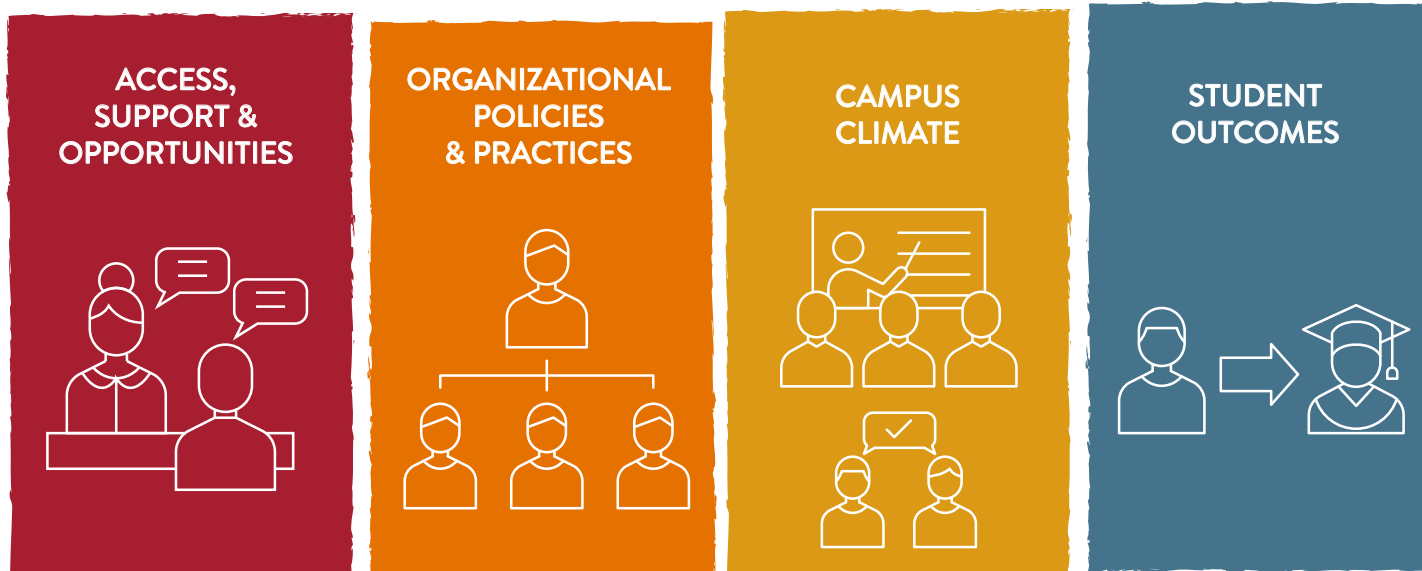 ACCESS,
SUPPORT &
OPPORTUNITIES
ORGANIZATIONAL
POLICIES
& PRACTICES
CAMPUS
CLIMATE
STUDENT
OUTCOMES